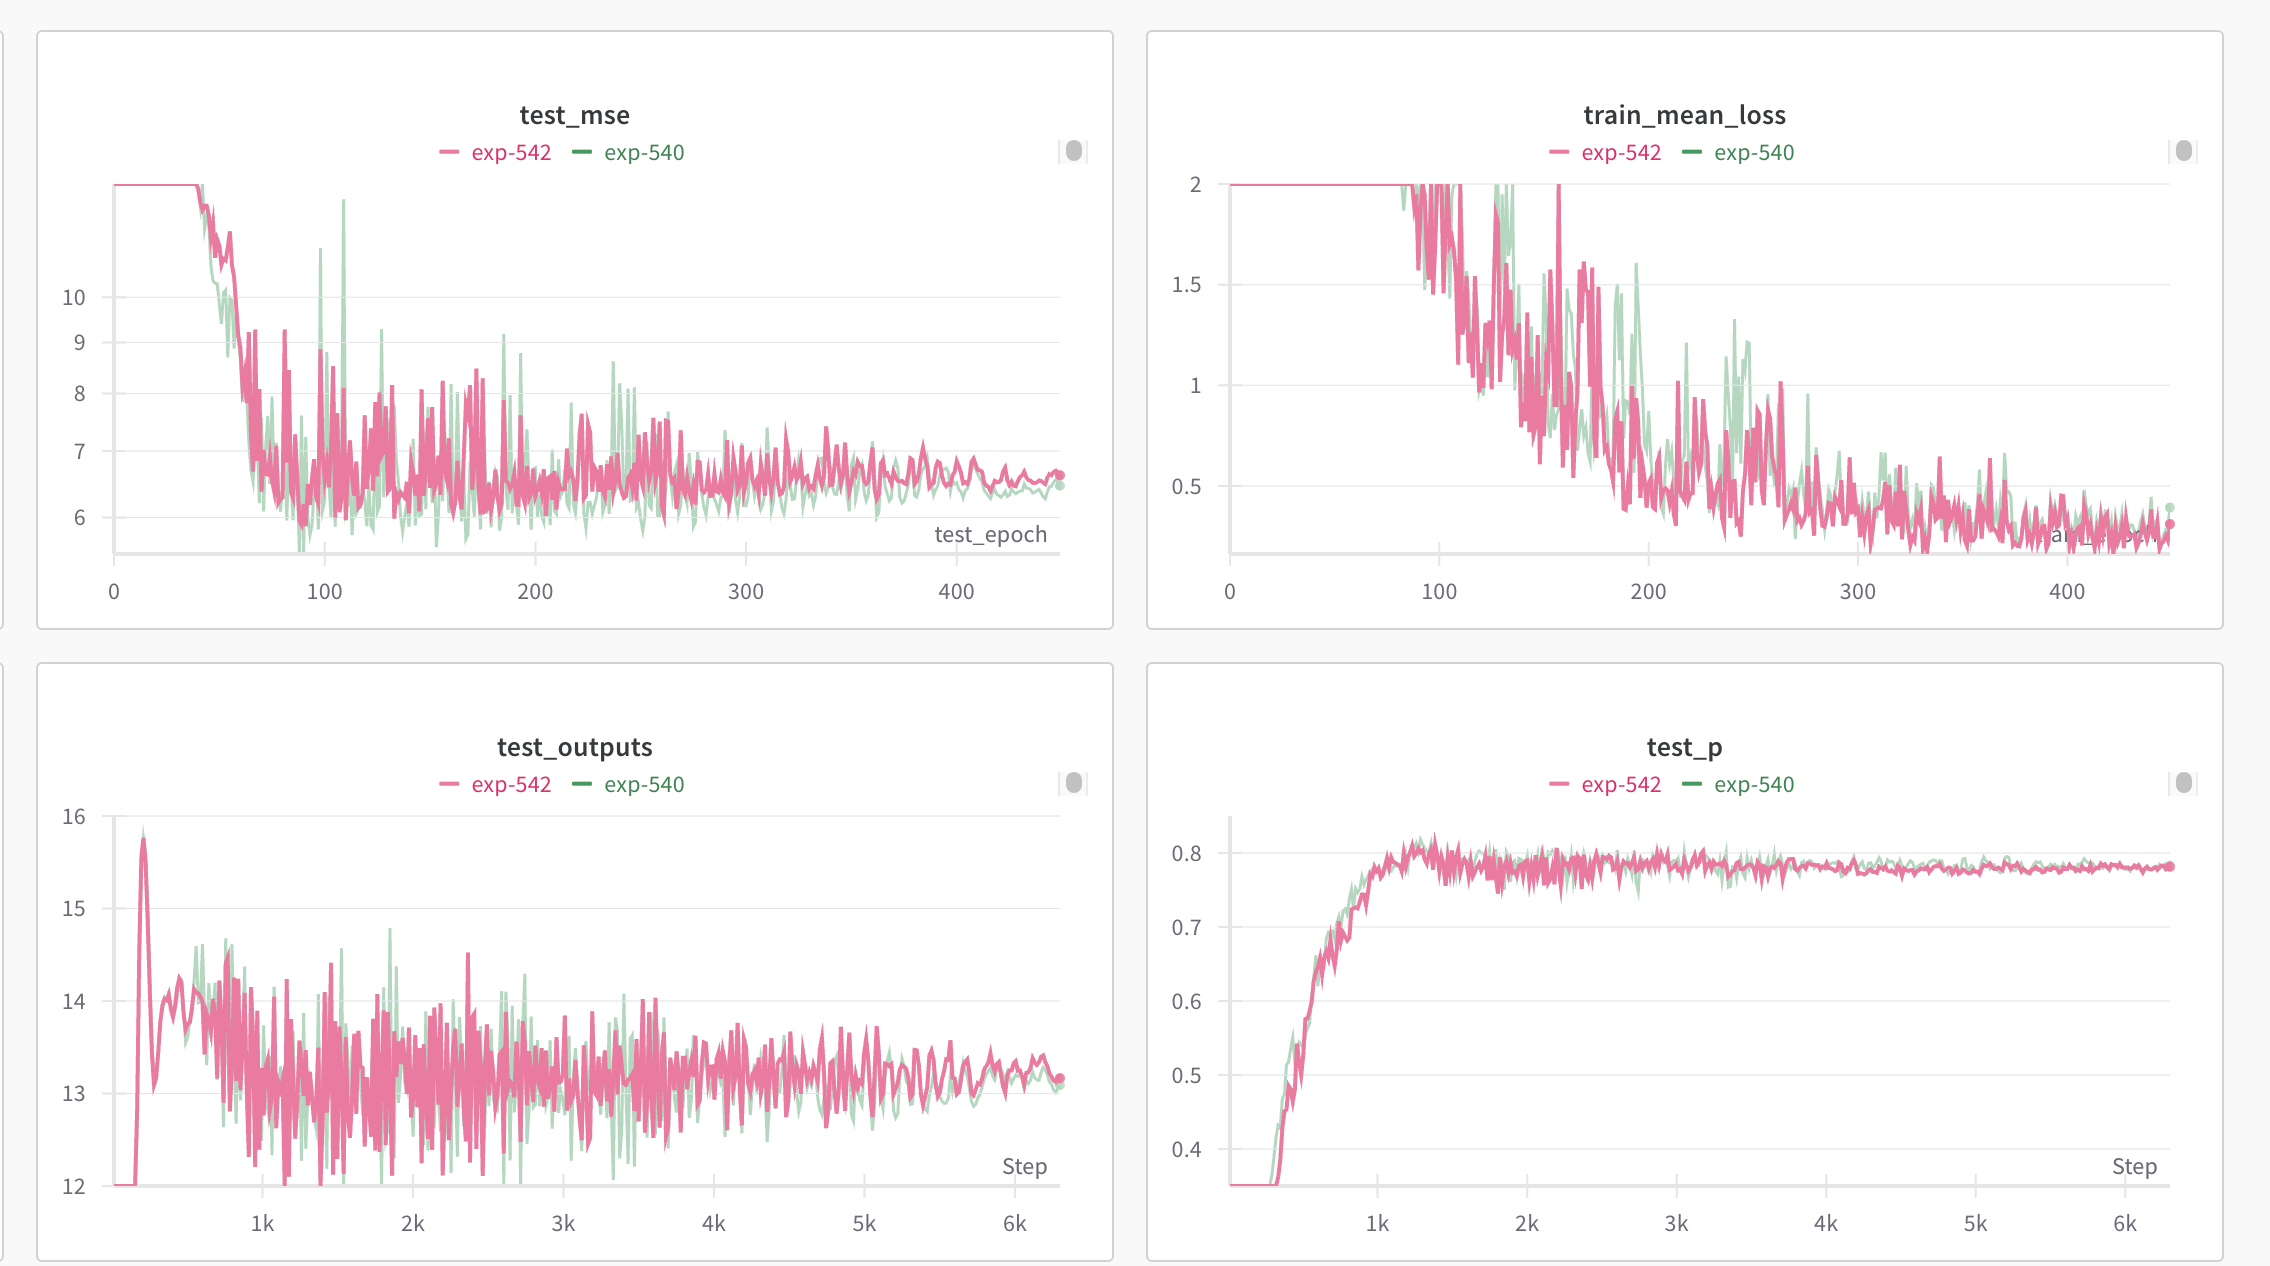 test_mse
exp-542 exp-540
10
9
8
7
6
test_epoch
0 100 200 300 400
train_mean_loss
exp-542 exp-540
2
1.5
1
0.5
0 100 200 300 400
test_outputs
exp-542 exp-540
16
15
14
13
12
Step
1k 2k 3k 4k 5k 6k
test_p
exp-542 exp-540
0.8
0.7
0.6
0.5
0.4
Step
1k 2k 3k 4k 5k 6k